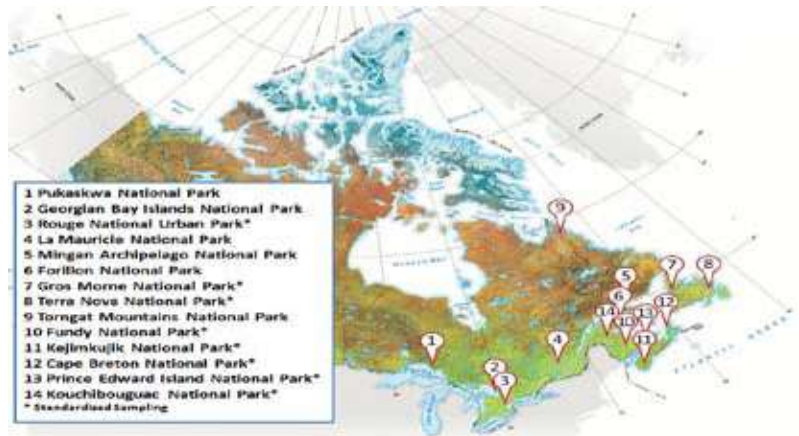 1 Pukaskwa National Park
2 Georgian Bay Islands National Park
3 Rouge National Urban Park*
4 La Mauricie National Park
5 Mingan Archipelago National Park
6 Forillon National Park
7 Gros Morne National Park*
8 Terra Nova National Park*
9 Torngat Mountains National Park
10 Fundy National Park*
11 Kejimkujik National Park*
12 Cape Breton National Park*
13 Prince Edward Island National Park*
14 Kouchibouguac National Park*
* Standardized Sampling
9
5
7
8
6
12
14
13
10
1
4
11
2
3
ATLANTIC OCEAN